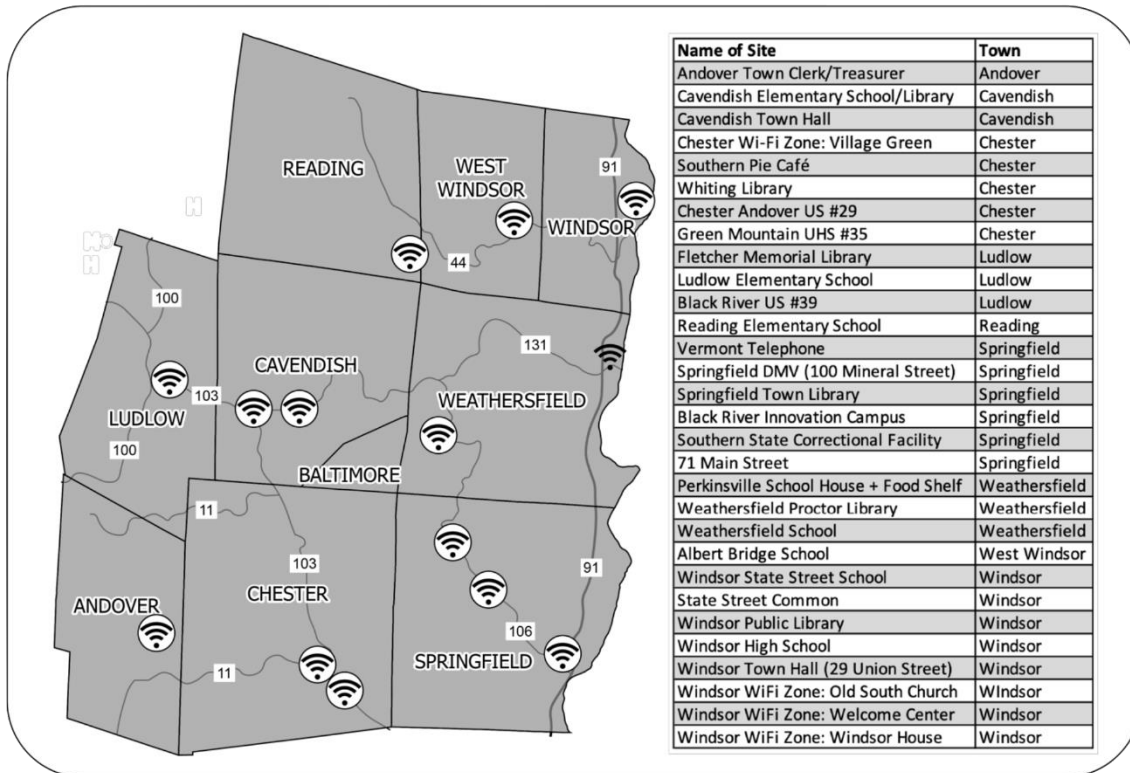 READING
WEST
WINDSOR
WINDSOR
91
44
100
131
CAVENDISH
103
LUDLOW
WEATHERSFIELD
100
BALTIMORE
11
103
91
CHESTER
ANDOVER
106
SPRINGFIELD
11
Name of Site Town
Andover Town Clerk/Treasurer Andover
Cavendish Elementary School/Library Cavendish
Cavendish Town Hall Cavendish
Chester Wi-Fi Zone: Village Green Chester
Southern Pie Café Chester
Whiting Library Chester
Chester Andover US #29 Chester
Green Mountain UHS #35 Chester
Fletcher Memorial Library Ludlow
Ludlow Elementary School Ludlow
Black River US #39 Ludlow
Reading Elementary School Reading
Vermont Telephone Springfield
Springfield DMV (100 Mineral Street) Springfield
Springfield Town Library Springfield
Black River Innovation Campus Springfield
Southern State Correctional Facility Springfield
71 Main Street Springfield
Perkinsville School House + Food Shelf Weathersfield
Weathersfield Proctor Library Weathersfield
Weathersfield School Weathersfield
Albert Bridge School West Windsor
Windsor State Street School Windsor
State Street Common Windsor
Windsor Public Library Windsor
Windsor High School Windsor
Windsor Town Hall (29 Union Street) Windsor
Windsor WiFi Zone: Old South Church WIndsor
Windsor WiFi Zone: Welcome Center Windsor
Windsor WiFi Zone: Windsor House Windsor